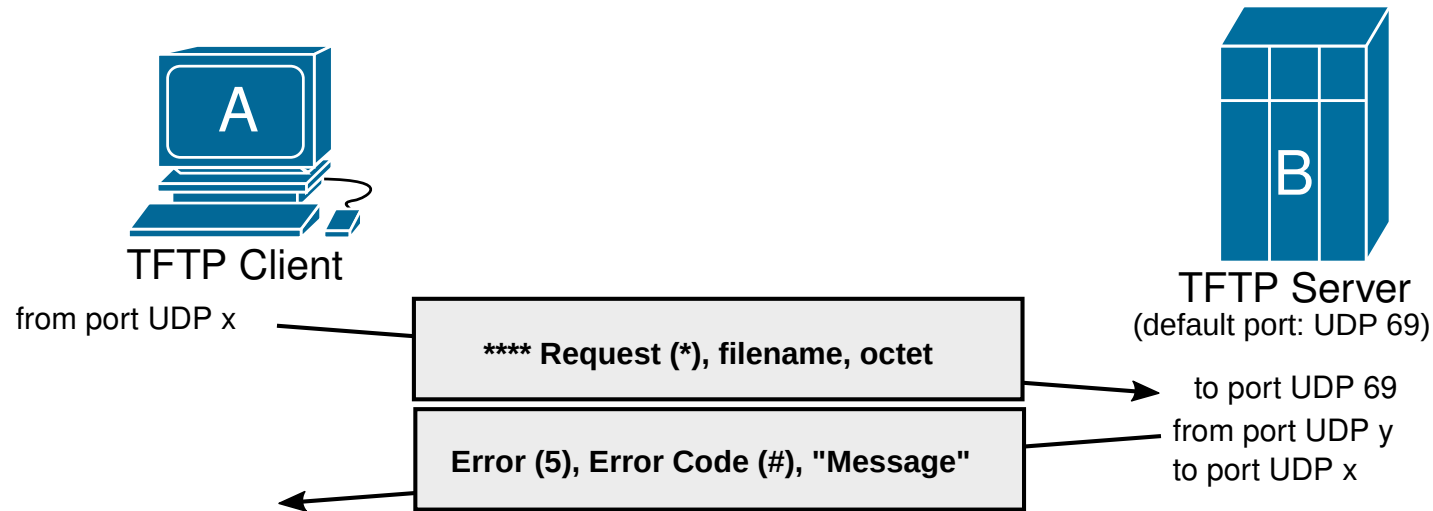 A
B
TFTP Client
TFTP Server
(default port: UDP 69)
from port UDP x
**** Request (*), filename, octet
to port UDP 69
from port UDP y
to port UDP x
Error (5), Error Code (#), "Message"